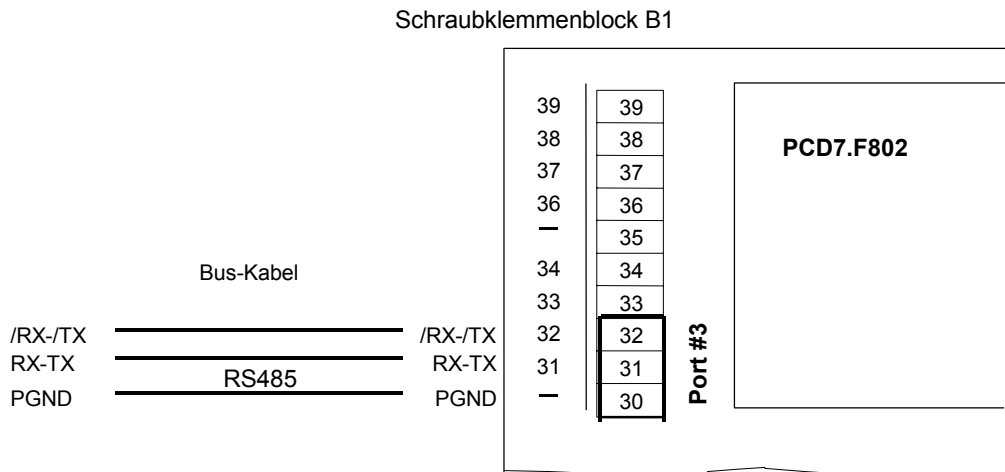 Schraubklemmenblock B1
39 39
38 38
37 37
36 36
— 35
34 34
33 33
32 32
31 31
— 30
PCD7.F802
Port #3
Bus-Kabel
/RX-/TX /RX-/TX
RX-TX RX-TX
RS485
PGND PGND